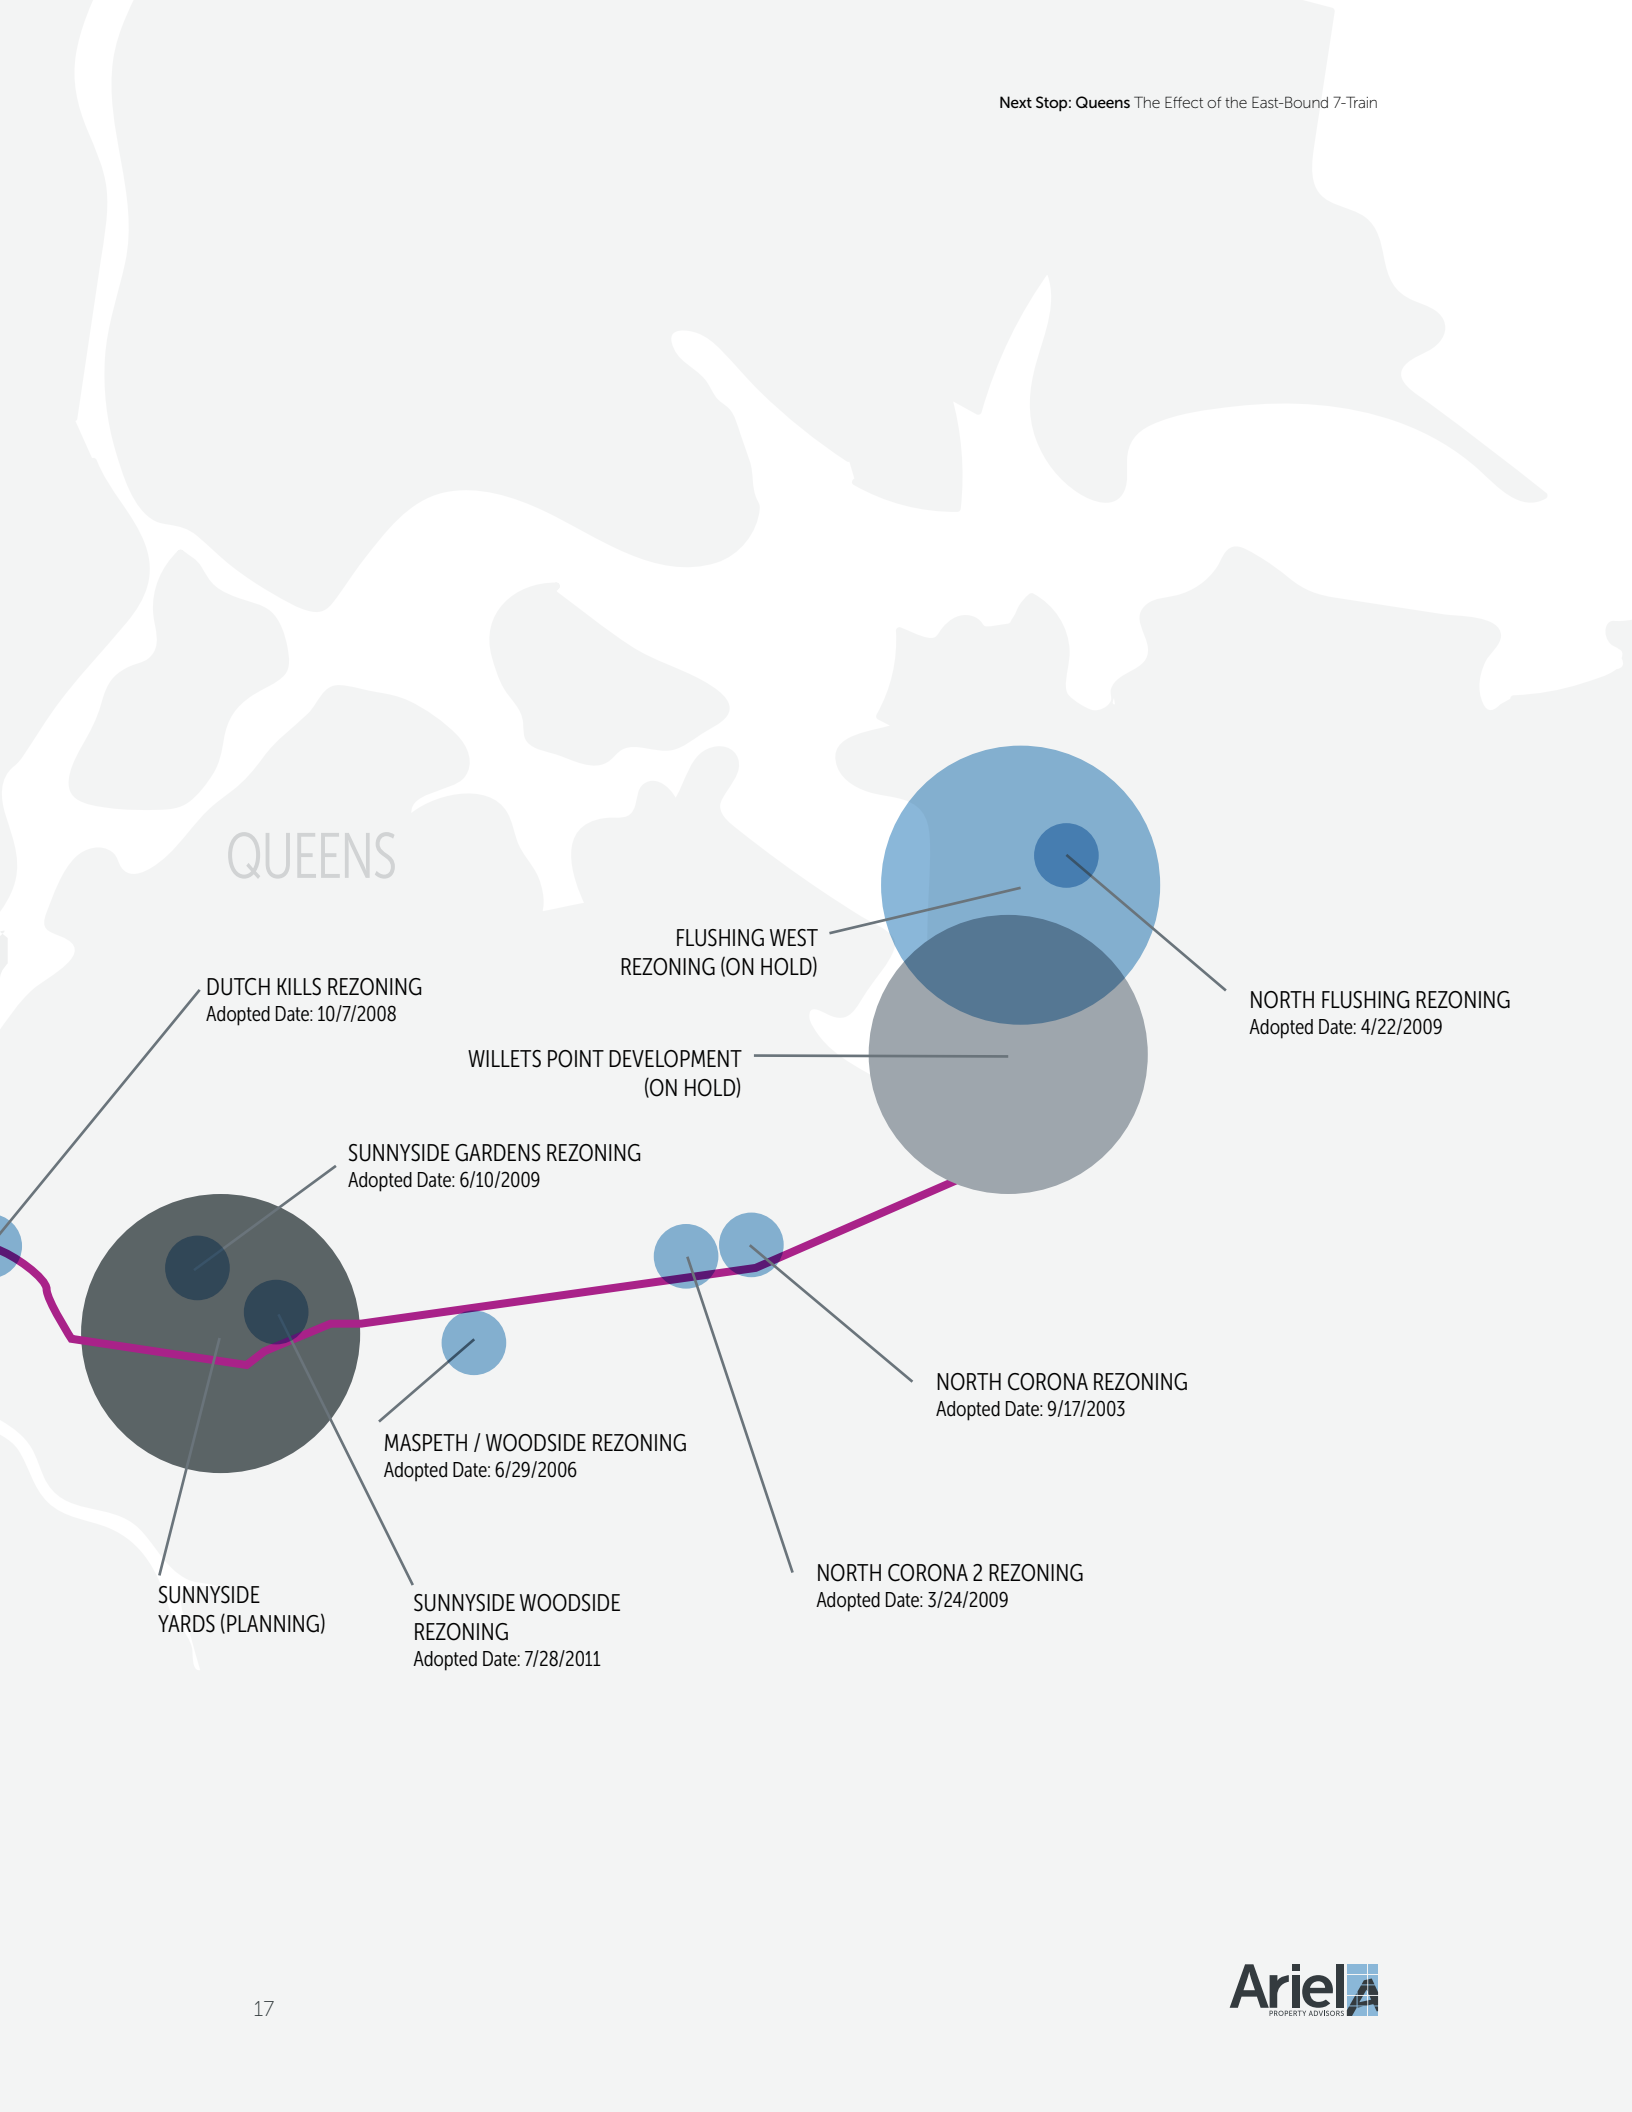 Next Stop: Queens The Effect of the East-Bound 7-Train
QUEENS
FLUSHING WEST
REZONING (ON HOLD)
DUTCH KILLS REZONING
Adopted Date: 10/7/2008
NORTH FLUSHING REZONING
Adopted Date: 4/22/2009
WILLETS POINT DEVELOPMENT
(ON HOLD)
SUNNYSIDE GARDENS REZONING
Adopted Date: 6/10/2009
NORTH CORONA REZONING
Adopted Date: 9/17/2003
MASPETH / WOODSIDE REZONING
Adopted Date: 6/29/2006
NORTH CORONA 2 REZONING
Adopted Date: 3/24/2009
SUNNYSIDE
YARDS (PLANNING)
SUNNYSIDE WOODSIDE
REZONING
Adopted Date: 7/28/2011
17
Ariel A
PROPERTY ADVISORS